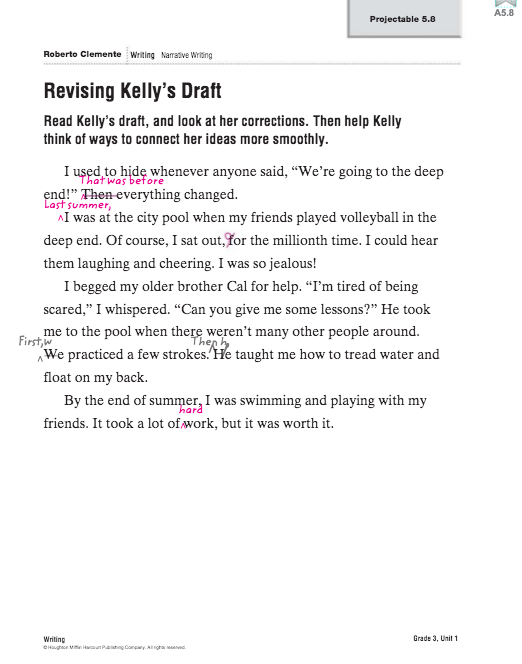 A5.8
Projectable 5.8
Roberto Clemente Writing Narrative Writing
Revising Kelly's Draft
Read Kelly's draft, and look at her corrections. Then help Kelly
think of ways to connect her ideas more smoothly.
I used to hide whenever anyone said, “We're going to the deep
That was before
end!” Then everything changed.
Last summer,
^I was at the city pool when my friends played volleyball in the
deep end. Of course, I sat out, for the millionth time. I could hear
them laughing and cheering. I was so jealous!
I begged my older brother Cal for help. “I'm tired of being
scared,” I whispered. “Can you give me some lessons?” He took
me to the pool when there weren't many other people around.
First, w Then h
^We practiced a few strokes. ^He taught me how to tread water and
float on my back.
By the end of summer, I was swimming and playing with my
hard
friends. It took a lot of ^work, but it was worth it.
Writing Grade 3, Unit 1
© Houghton Mifflin Harcourt Publishing Company. All rights reserved.